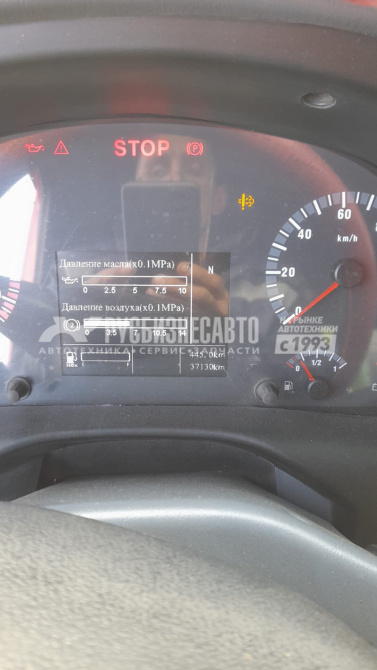 STOP
(P)
60
40
km/h
20
0
Давление масла(x0.1MPa)
N
0 2.5 5 7.5 10
Давление воздуха(x0.1MPa)
(2)
0 3.5 7 10.5 14
РУСБИЗНЕСАВТО
АВТОТЕХНИКА • СЕРВИС • ЗАПЧАСТИ
НА РЫНКЕ
АВТОТЕХНИКИ
с 1993
37130km
0 1/2 1